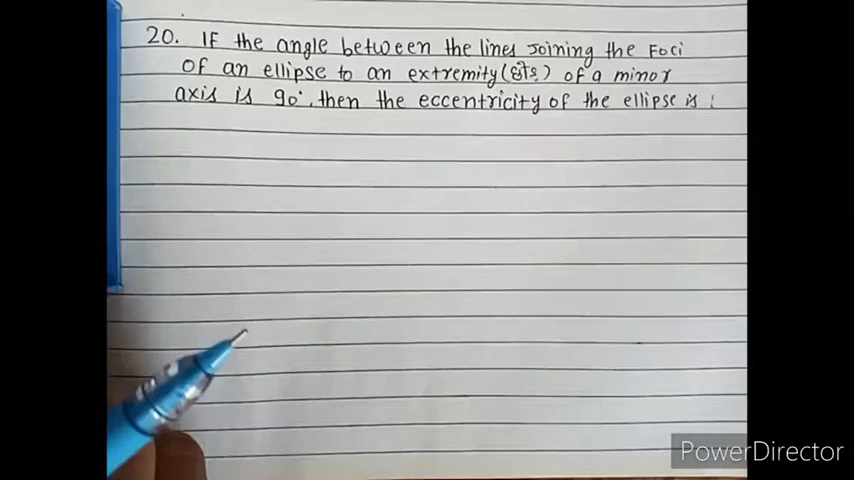 20. IF the angle between the lines Joining the Foci
of an ellipse to an extremity ( ) of a minor
axis is 90°, then the eccentricity of the ellipse is :
PowerDirector